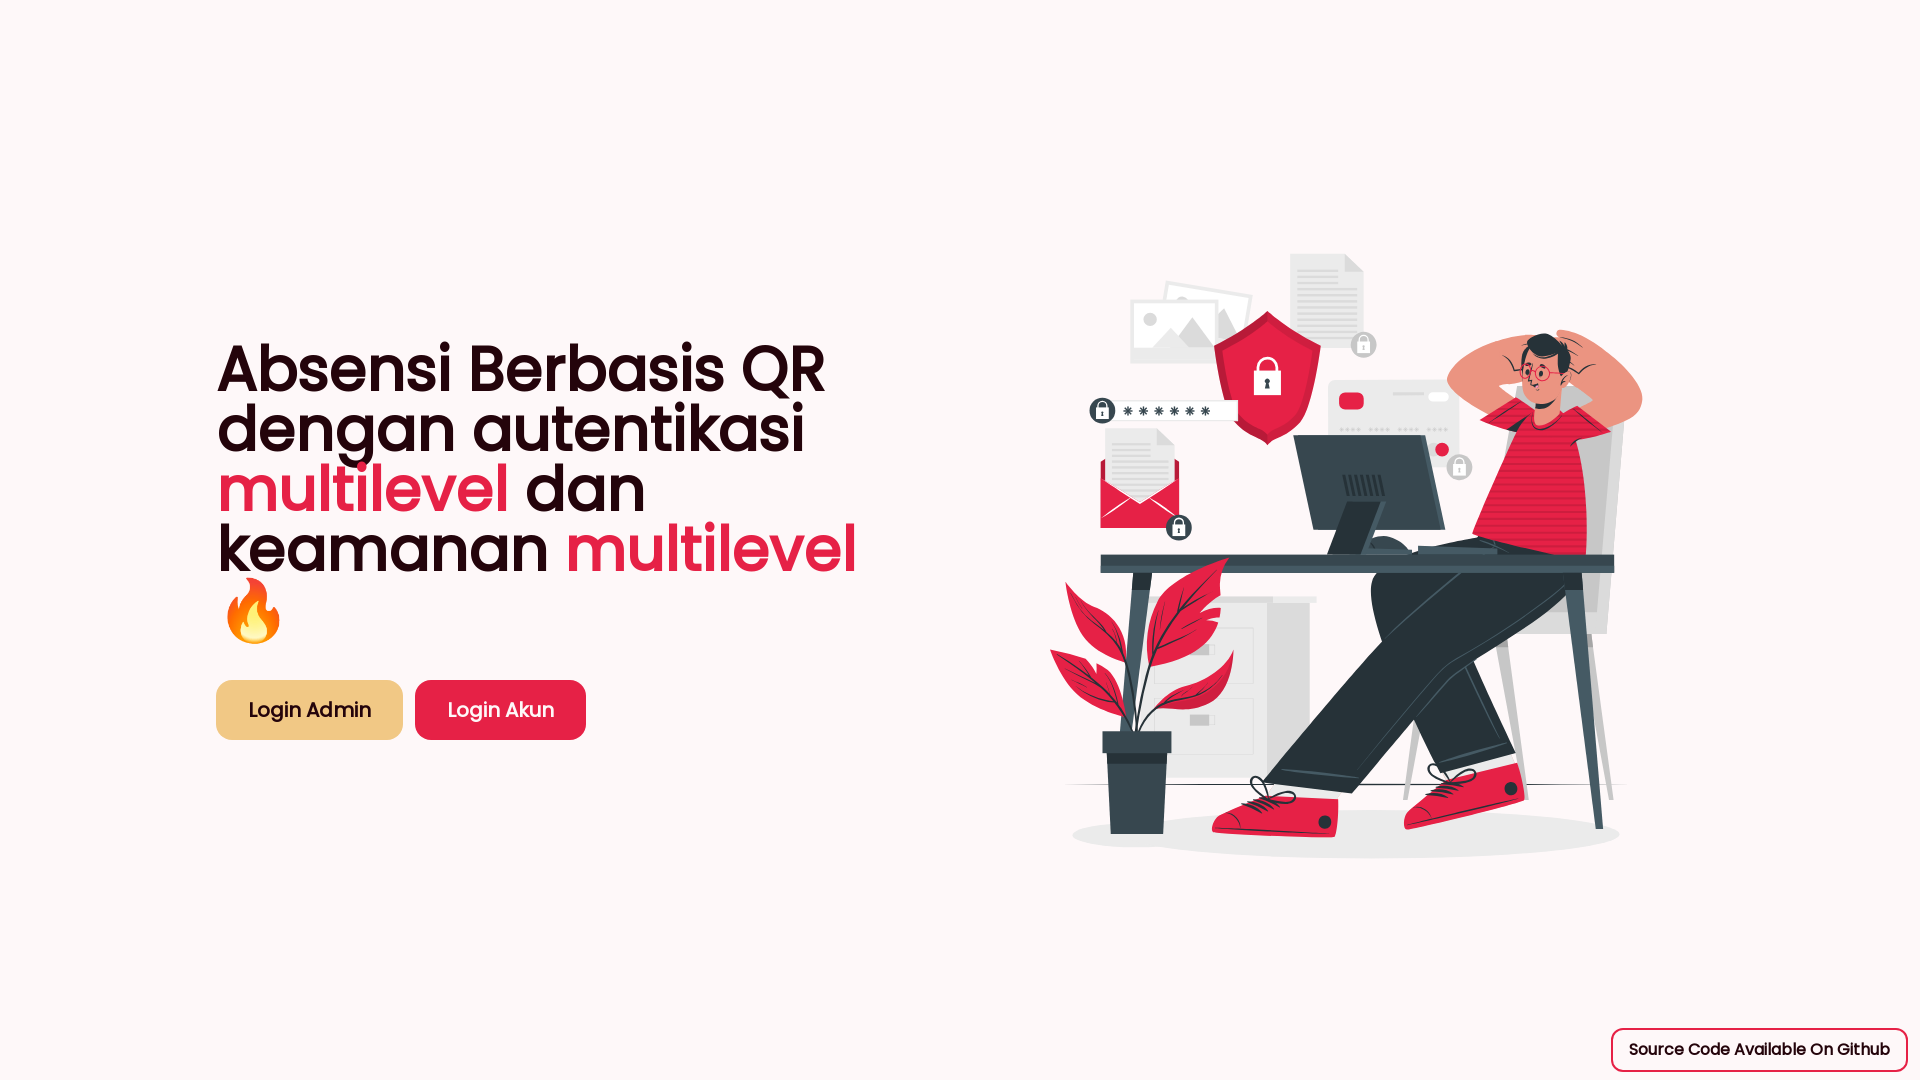 Absensi Berbasis QR
dengan autentikasi
multilevel dan
keamanan multilevel
🔥
Login Admin
Login Akun
******
Source Code Available On Github